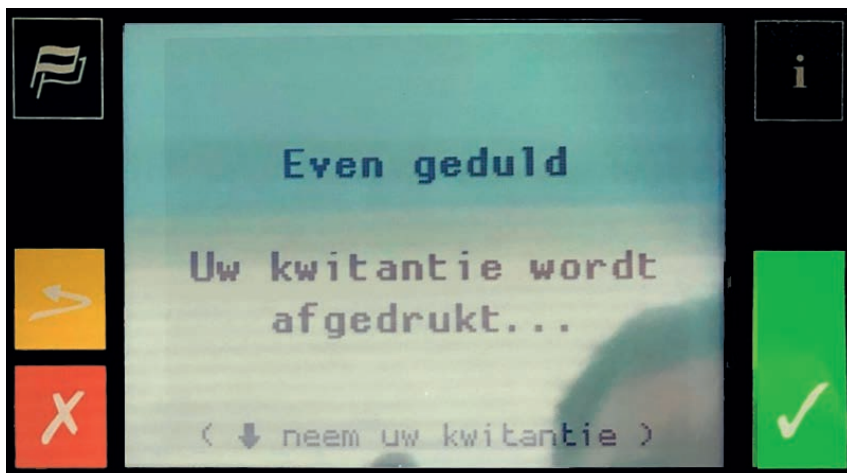 i
Even geduld
Uw kwitantie wordt
afgedrukt...
( ⬇ neem uw kwitantie )